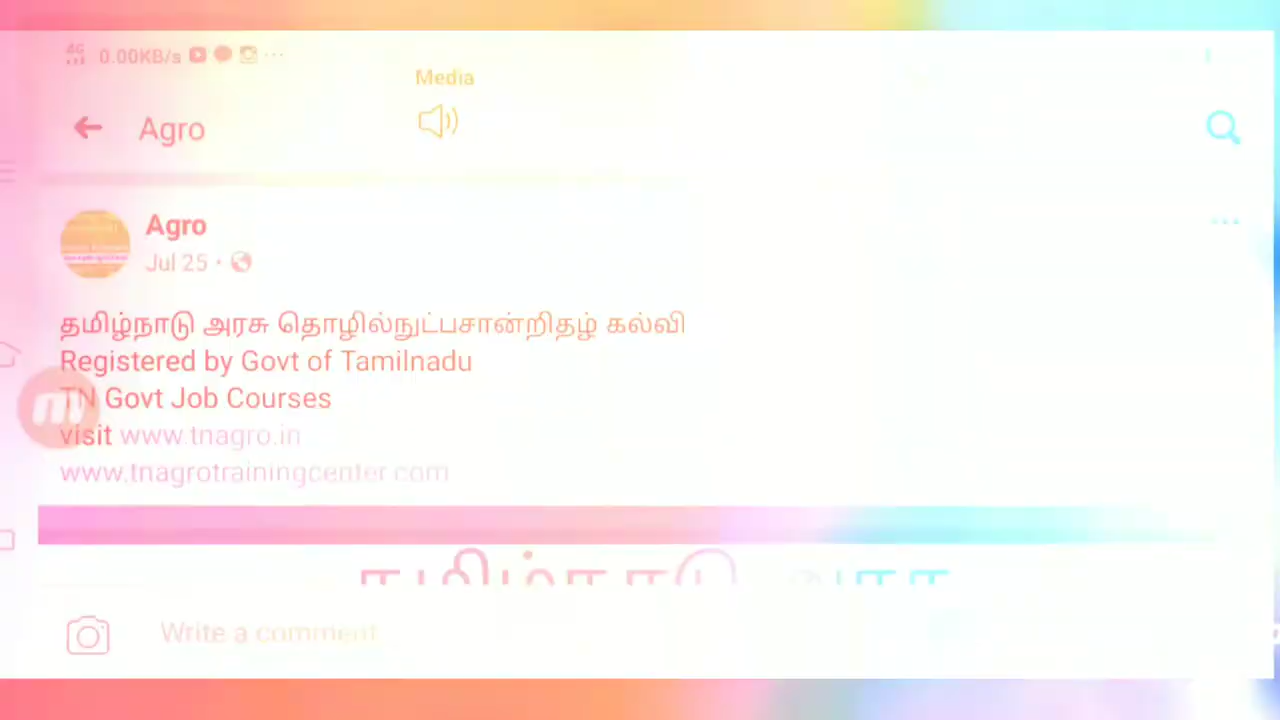 4G 0.00KB/s
Media
Agro
Agro
Jul 25
தமிழ்நாடு அரசு தொழில்நுட்பசான்றிதழ் கல்வி
Registered by Govt of Tamilnadu
TN Govt Job Courses
visit www.tnagro.in
www.tnagrotrainingcenter.com
Write a comment